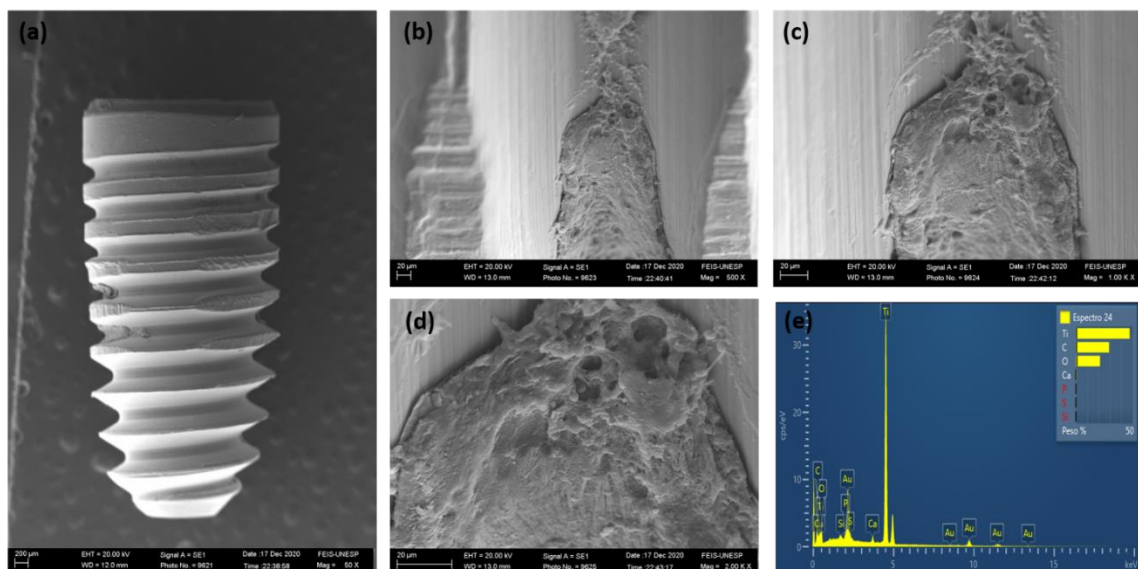 (a)
200 µm
EHT = 20.00 kV
WD = 12.0 mm
Signal A = SE1
Photo No. = 9621
Date :17 Dec 2020
Time :22:38:58
FEIS-UNESP
Mag = 50 X
(b)
20 µm
EHT = 20.00 kV
WD = 13.0 mm
Signal A = SE1
Photo No. = 9623
Date :17 Dec 2020
Time :22:40:41
FEIS-UNESP
Mag = 500 X
(c)
20 µm
EHT = 20.00 kV
WD = 13.0 mm
Signal A = SE1
Photo No. = 9624
Date :17 Dec 2020
Time :22:42:12
FEIS-UNESP
Mag = 1.00 K X
(d)
20 µm
EHT = 20.00 kV
WD = 13.0 mm
Signal A = SE1
Photo No. = 9625
Date :17 Dec 2020
Time :22:43:17
FEIS-UNESP
Mag = 2.00 K X
(e)
Espectro 24
Ti
C
O
Ca
P
S
Si
Peso %
50
cps/eV
30
20
10
0
Ti
C
O
Au
P
S
Si
Ca
Au
Au
Au
Au
0
5
10
15
keV